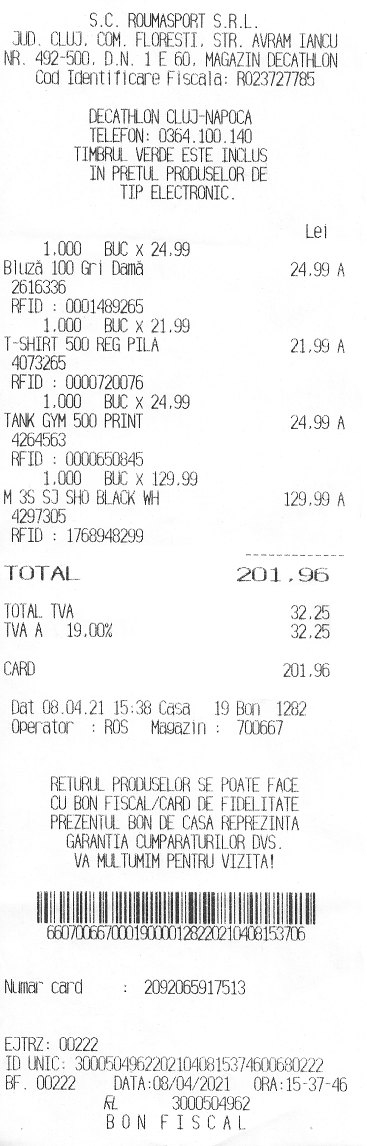 S.C. ROUMASPORT S.R.L.
JUD. CLUJ, COM. FLORESTI, STR. AVRAM IANCU
NR. 492-500, D.N. 1 E 60, MAGAZIN DECATHLON
Cod Identificare Fiscala: RO23727785
DECATHLON CLUJ-NAPOCA
TELEFON: 0364.100.140
TIMBRUL VERDE ESTE INCLUS
IN PRETUL PRODUSELOR DE
TIP ELECTRONIC.
Lei
1,000 BUC X 24,99
Bluză 100 Gri Damă 24,99 A
2616336
RFID : 0001489265
1,000 BUC X 21,99
T-SHIRT 500 REG PILA 21,99 A
4073265
RFID : 0000720076
1,000 BUC X 24,99
TANK GYM 500 PRINT 24,99 A
4264563
RFID : 0000650845
1,000 BUC X 129,99
M 3S SJ SHO BLACK WH 129,99 A
4297305
RFID : 1768948299
TOTAL 201,96
TOTAL TVA 32,25
TVA A 19,00% 32,25
CARD 201,96
Dat 08.04.21 15:38 Casa 19 Bon 1282
Operator : ROS Magazin : 700667
RETURUL PRODUSELOR SE POATE FACE
CU BON FISCAL/CARD DE FIDELITATE
PREZENTUL BON DE CASA REPREZINTA
GARANTIA CUMPARATURILOR DVS.
VA MULTUMIM PENTRU VIZITA!
6607006670001900000128220210408153706
Numar card : 2092065917513
EJTRZ: 00222
ID UNIC: 30005049622021040815374600680222
BF. 00222 DATA:08/04/2021 ORA:15-37-46
RL 3000504962
BON FISCAL